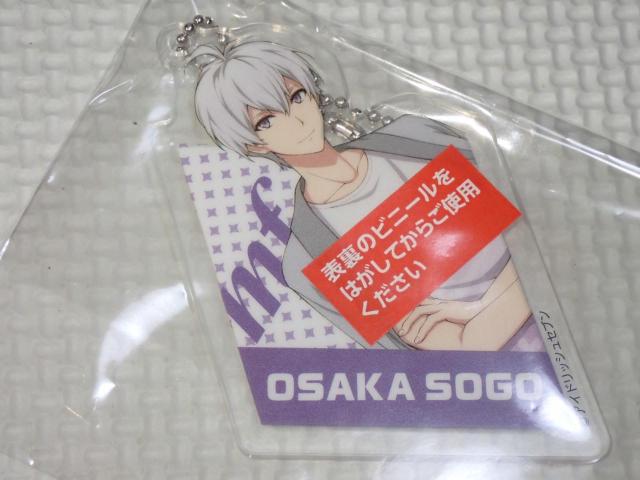 mf
表裏のビニールを
はがしてからご使用
ください
OSAKA SOGO
アイドリッシュセブン